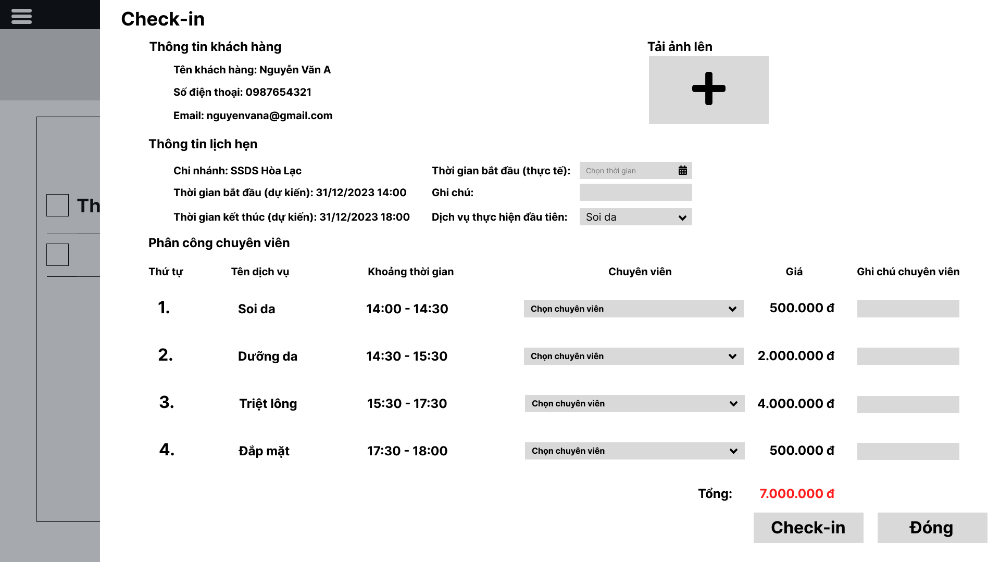 Check-in
Thông tin khách hàng
Tải ảnh lên
Tên khách hàng: Nguyễn Văn A
Số điện thoại: 0987654321
Email: nguyenvana@gmail.com
Thông tin lịch hẹn
Chi nhánh: SSDS Hòa Lạc
Thời gian bắt đầu (thực tế):
Chọn thời gian
Thời gian bắt đầu (dự kiến): 31/12/2023 14:00
Ghi chú:
Thời gian kết thúc (dự kiến): 31/12/2023 18:00
Dịch vụ thực hiện đầu tiên:
Soi da
Th
Phân công chuyên viên
Thứ tự Tên dịch vụ Khoảng thời gian Chuyên viên Giá Ghi chú chuyên viên
1. Soi da 14:00 - 14:30 Chọn chuyên viên 500.000 đ
2. Dưỡng da 14:30 - 15:30 Chọn chuyên viên 2.000.000 đ
3. Triệt lông 15:30 - 17:30 Chọn chuyên viên 4.000.000 đ
4. Đắp mặt 17:30 - 18:00 Chọn chuyên viên 500.000 đ
Tổng: 7.000.000 đ
Check-in
Đóng